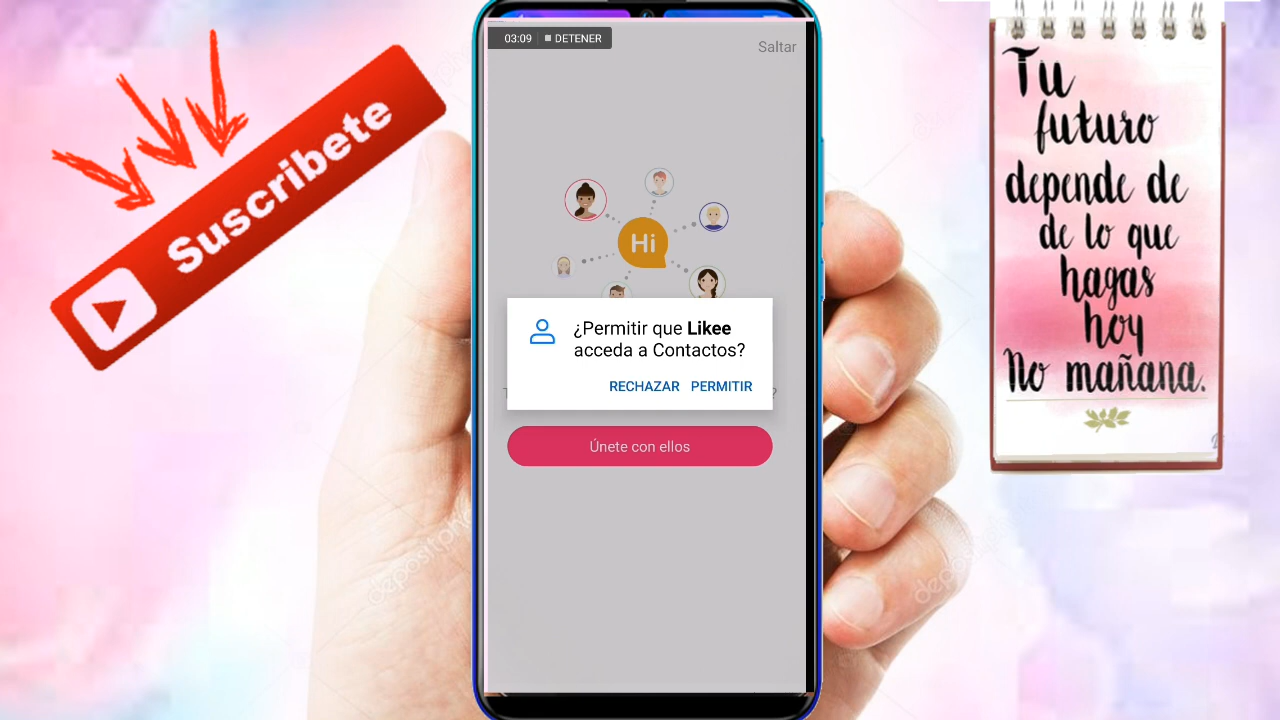 Suscribete
03:09 DETENER
Saltar
Hi
¿Permitir que Likee
acceda a Contactos?
RECHAZAR PERMITIR
?
Únete con ellos
Tu
futuro
depende de
de lo que
hagas
hoy
No mañana.